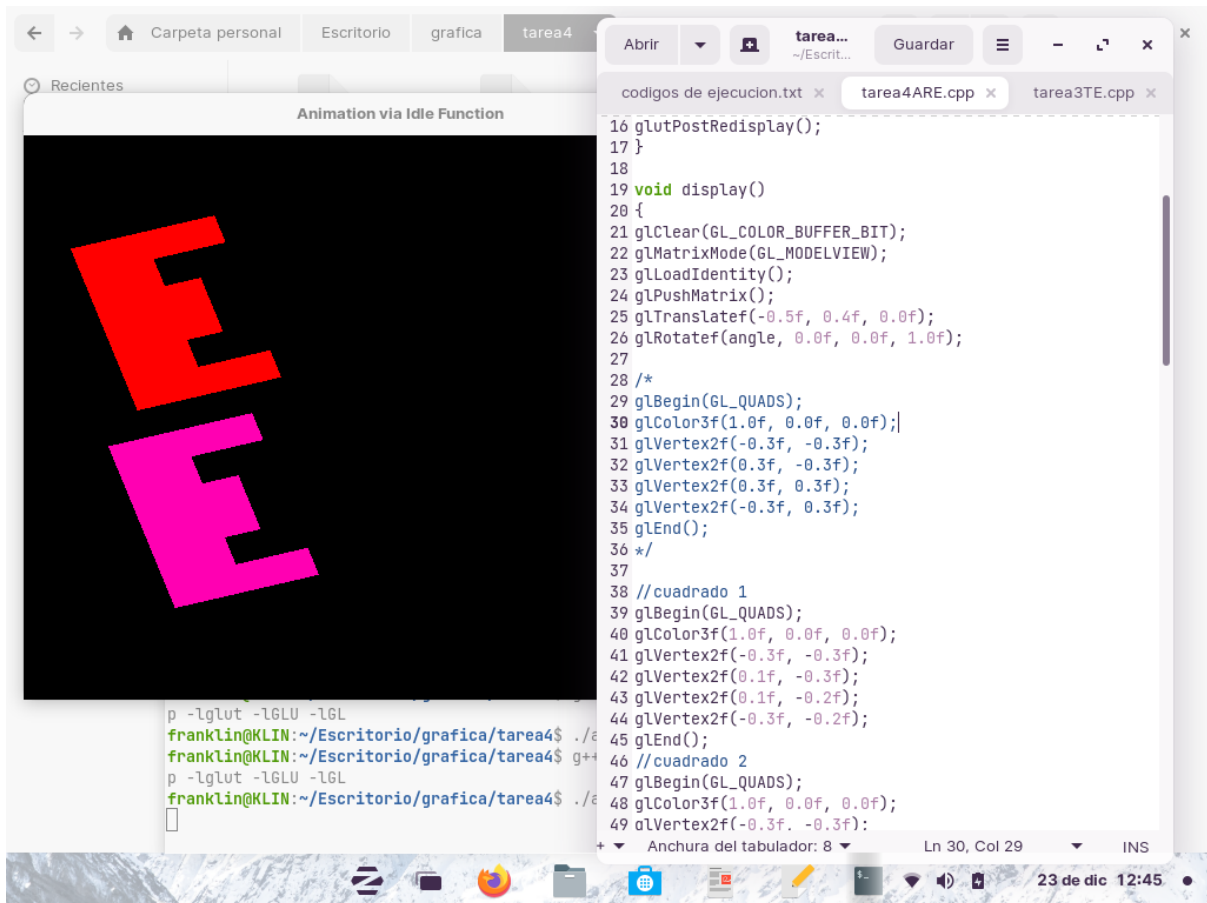 Carpeta personal
Escritorio
grafica
tarea4
Recientes
Animation via Idle Function
E
E
p -lglut -lGLU -lGL
franklin@KLIN:~/Escritorio/grafica/tarea4$ ./a
franklin@KLIN:~/Escritorio/grafica/tarea4$ g++
p -lglut -lGLU -lGL
franklin@KLIN:~/Escritorio/grafica/tarea4$ ./a
Abrir
tarea...
~/Escrit...
Guardar
codigos de ejecucion.txt
tarea4ARE.cpp
tarea3TE.cpp
16 glutPostRedisplay();
17 }
18
19 void display()
20 {
21 glClear(GL_COLOR_BUFFER_BIT);
22 glMatrixMode(GL_MODELVIEW);
23 glLoadIdentity();
24 glPushMatrix();
25 glTranslatef(-0.5f, 0.4f, 0.0f);
26 glRotatef(angle, 0.0f, 0.0f, 1.0f);
27
28 /*
29 glBegin(GL_QUADS);
30 glColor3f(1.0f, 0.0f, 0.0f);
31 glVertex2f(-0.3f, -0.3f);
32 glVertex2f(0.3f, -0.3f);
33 glVertex2f(0.3f, 0.3f);
34 glVertex2f(-0.3f, 0.3f);
35 glEnd();
36 */
37
38 //cuadrado 1
39 glBegin(GL_QUADS);
40 glColor3f(1.0f, 0.0f, 0.0f);
41 glVertex2f(-0.3f, -0.3f);
42 glVertex2f(0.1f, -0.3f);
43 glVertex2f(0.1f, -0.2f);
44 glVertex2f(-0.3f, -0.2f);
45 glEnd();
46 //cuadrado 2
47 glBegin(GL_QUADS);
48 glColor3f(1.0f, 0.0f, 0.0f);
49 glVertex2f(-0.3f, -0.3f);
+ Anchura del tabulador: 8
Ln 30, Col 29
INS
23 de dic 12:45